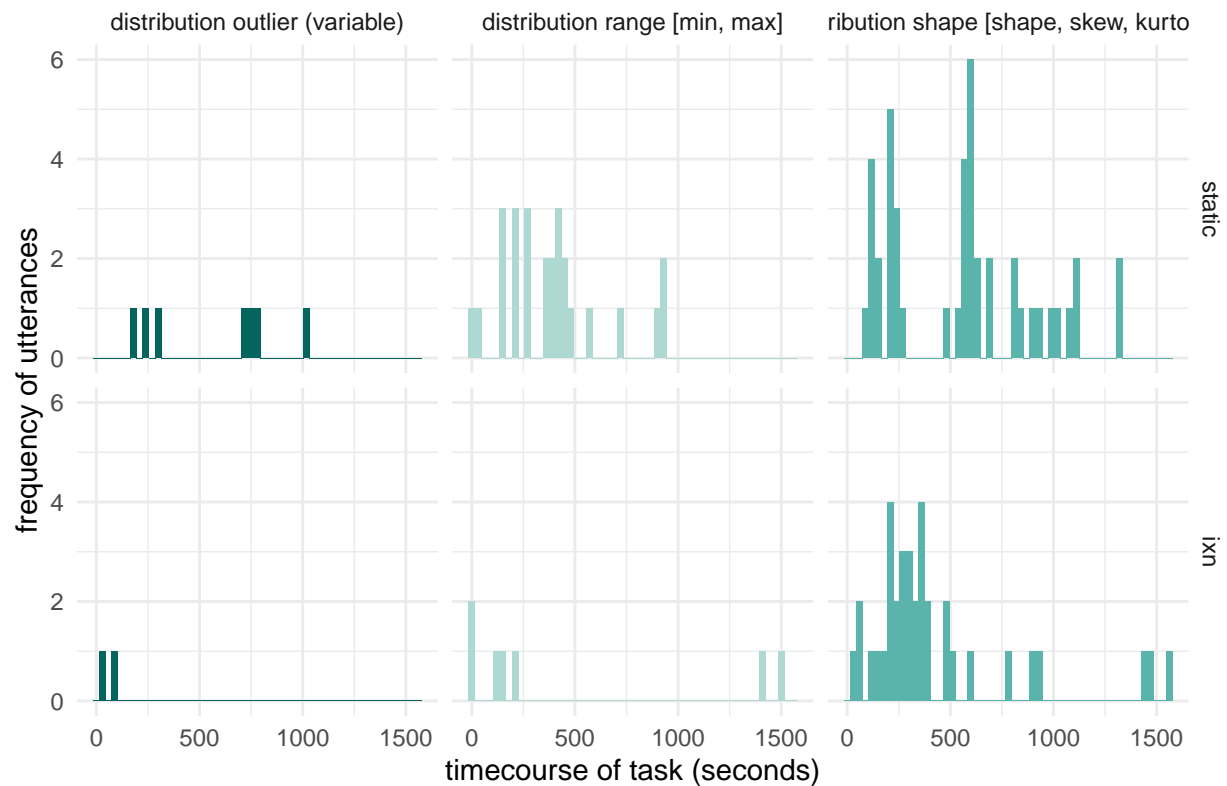 distribution outlier (variable) distribution range [min, max] ribution shape [shape, skew, kurto
6
4
2
0
static
6
4
2
0
ixn
frequency of utterances
0 500 1000 1500 0 500 1000 1500 0 500 1000 1500
timecourse of task (seconds)